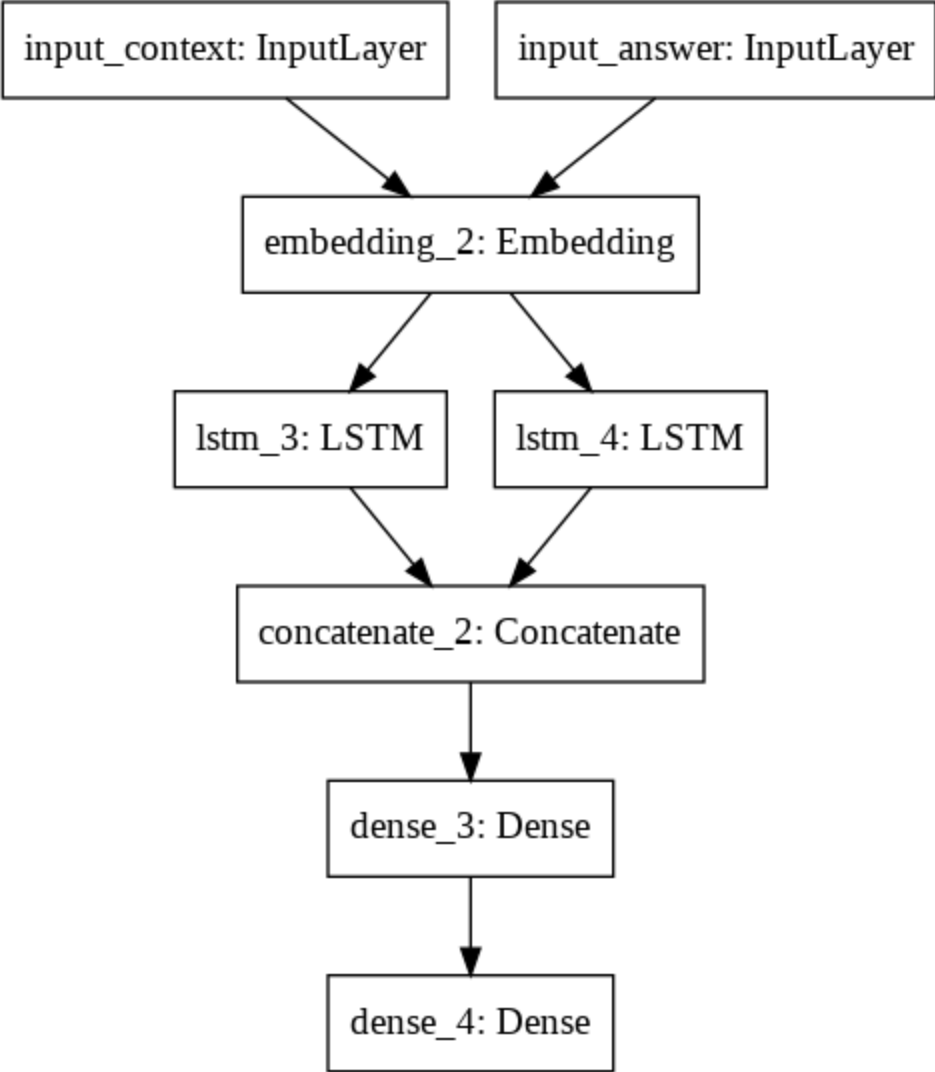 input_context: InputLayer
input_answer: InputLayer
embedding_2: Embedding
lstm_3: LSTM
lstm_4: LSTM
concatenate_2: Concatenate
dense_3: Dense
dense_4: Dense